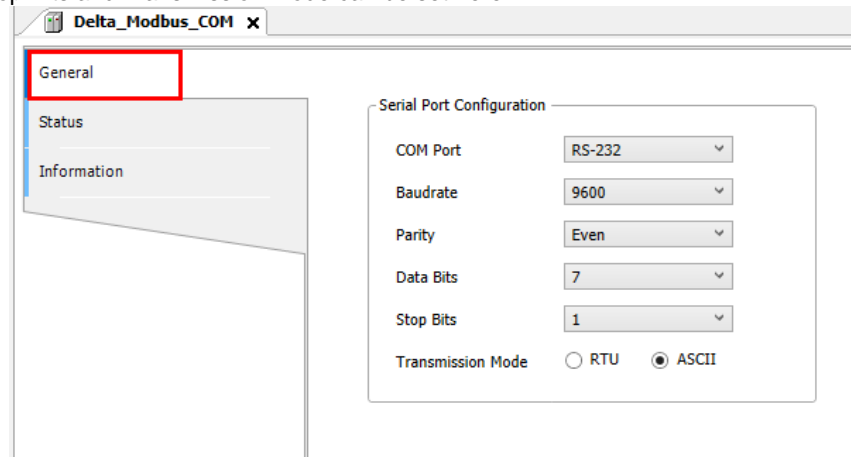 Delta_Modbus_COM x
General
Status
Information
Serial Port Configuration
COM Port RS-232
Baudrate 9600
Parity Even
Data Bits 7
Stop Bits 1
Transmission Mode RTU ASCII